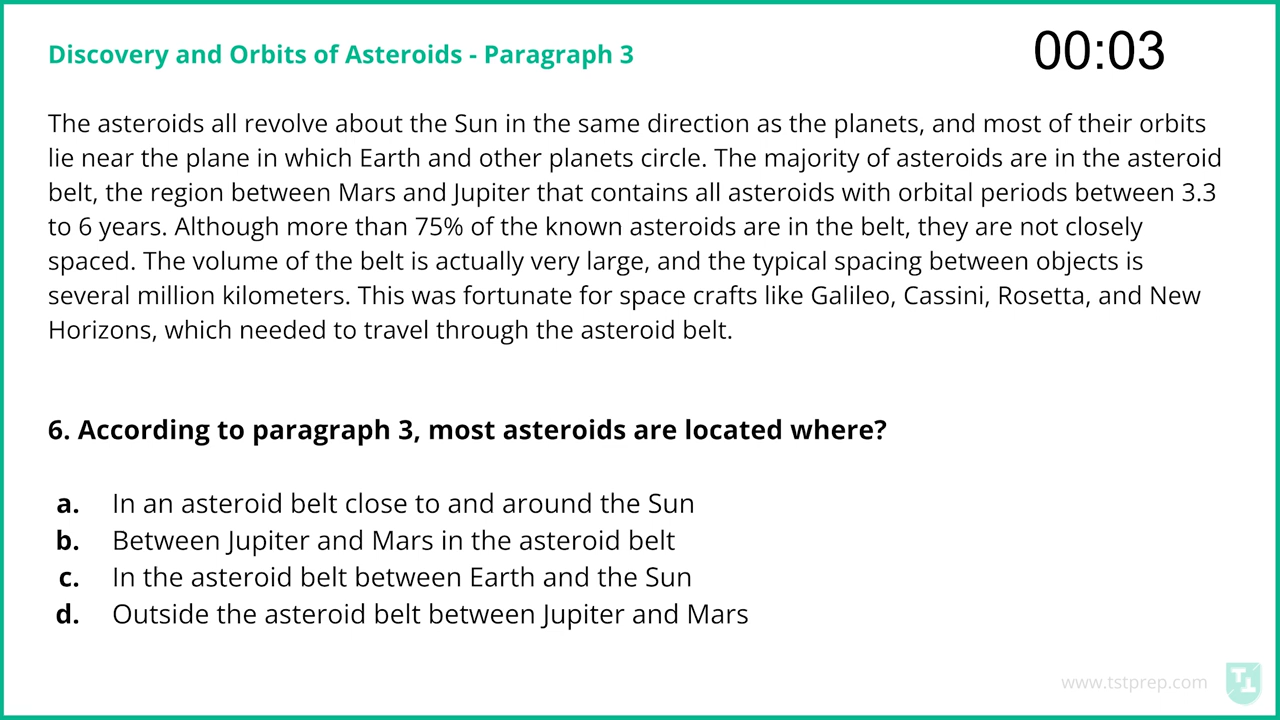 Discovery and Orbits of Asteroids - Paragraph 3
00:03
The asteroids all revolve about the Sun in the same direction as the planets, and most of their orbits
lie near the plane in which Earth and other planets circle. The majority of asteroids are in the asteroid
belt, the region between Mars and Jupiter that contains all asteroids with orbital periods between 3.3
to 6 years. Although more than 75% of the known asteroids are in the belt, they are not closely
spaced. The volume of the belt is actually very large, and the typical spacing between objects is
several million kilometers. This was fortunate for space crafts like Galileo, Cassini, Rosetta, and New
Horizons, which needed to travel through the asteroid belt.
6. According to paragraph 3, most asteroids are located where?
a. In an asteroid belt close to and around the Sun
b. Between Jupiter and Mars in the asteroid belt
c. In the asteroid belt between Earth and the Sun
d. Outside the asteroid belt between Jupiter and Mars
www.tstprep.com